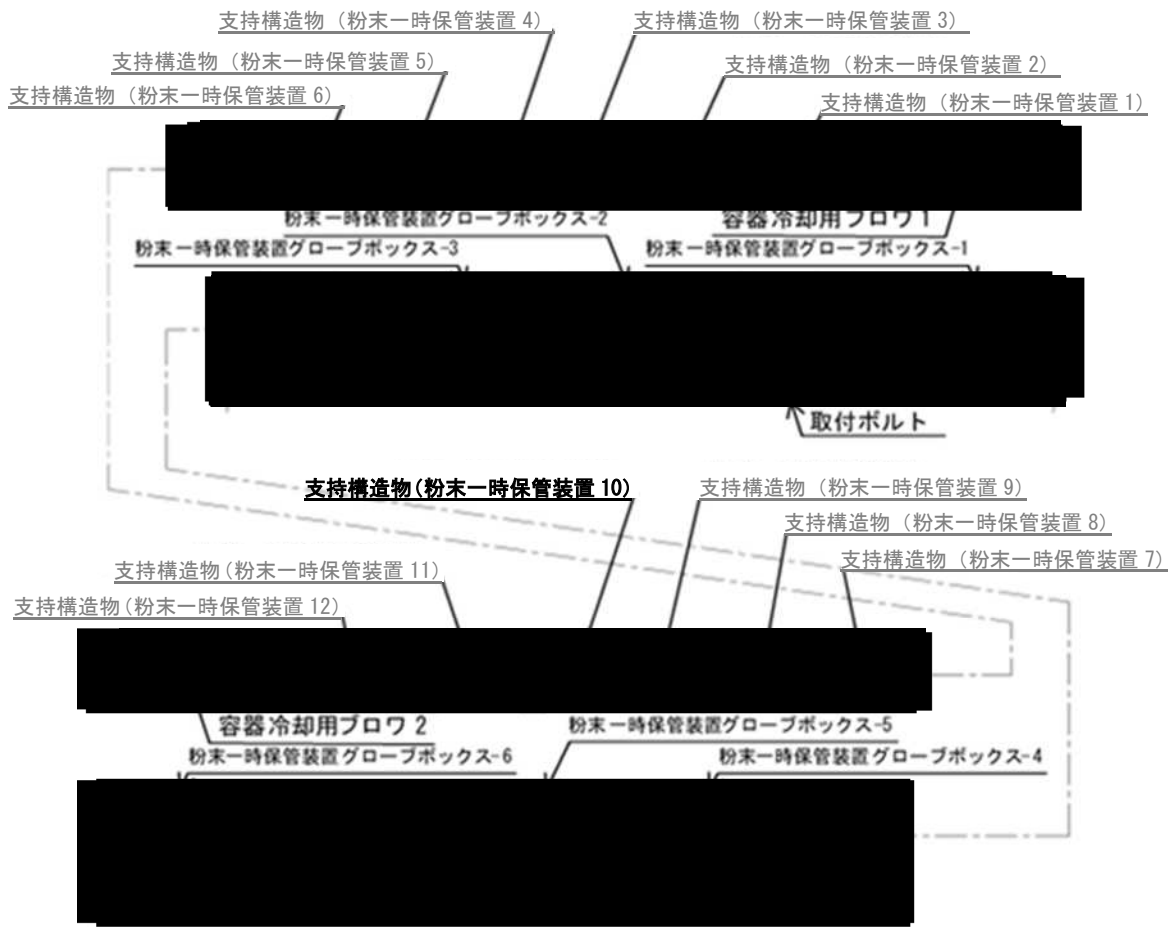 支持構造物（粉末一時保管装置 4）
支持構造物（粉末一時保管装置 3）
支持構造物（粉末一時保管装置 5）
支持構造物（粉末一時保管装置 2）
支持構造物（粉末一時保管装置 6）
支持構造物（粉末一時保管装置 1）
粉末一時保管装置グローブボックス-2
容器冷却用ブロワ1
粉末一時保管装置グローブボックス-3
粉末一時保管装置グローブボックス-1
取付ボルト
支持構造物(粉末一時保管装置 10)
支持構造物（粉末一時保管装置 9）
支持構造物（粉末一時保管装置 8）
支持構造物（粉末一時保管装置 7）
支持構造物(粉末一時保管装置 11)
支持構造物(粉末一時保管装置 12)
容器冷却用ブロワ2
粉末一時保管装置グローブボックス-5
粉末一時保管装置グローブボックス-6
粉末一時保管装置グローブボックス-4